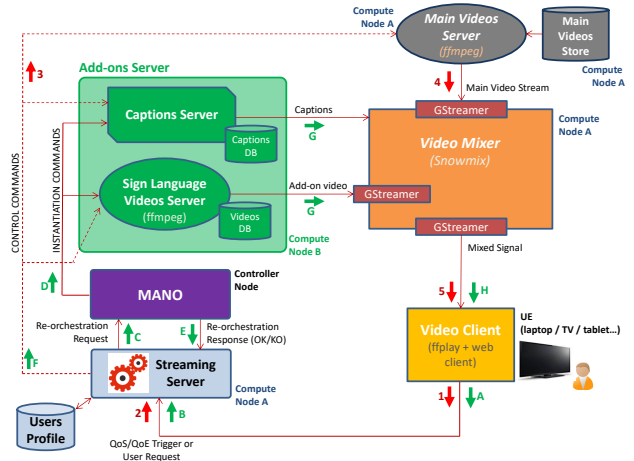 Compute
Node A
Main Videos
Server
(ffmpeg)
Main
Videos
Store
Compute
Node A
3
Add-ons Server
4
Main Video Stream
Captions Server
Captions
DB
Captions
G
GStreamer
Compute
Node A
Video Mixer
(Snowmix)
Sign Language
Videos Server
(ffmpeg)
Videos
DB
Add-on video
G
GStreamer
Compute
Node B
GStreamer
CONTROL COMMANDS
INSTANTIATION COMMANDS
Mixed Signal
D
MANO
Controller
Node
5
H
Re-orchestration
Request
C
E
Re-orchestration
Response (OK/KO)
Video Client
(ffplay + web
client)
UE
(laptop / TV / tablet...)
F
Streaming
Server
Compute
Node A
Users
Profile
2
B
1
A
QoS/QoE Trigger or
User Request